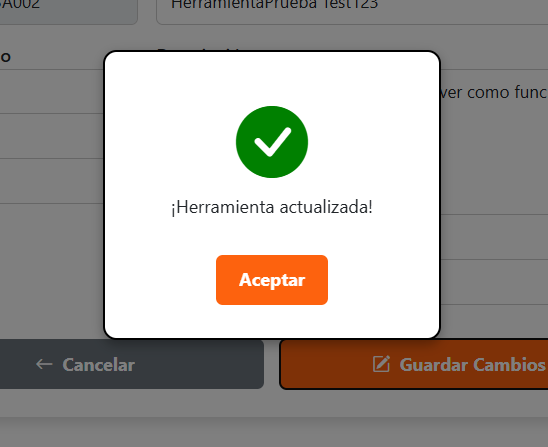 A002
HerramientaPrueba Test123
o
ver como func
¡Herramienta actualizada!
Aceptar
← Cancelar
Guardar Cambios